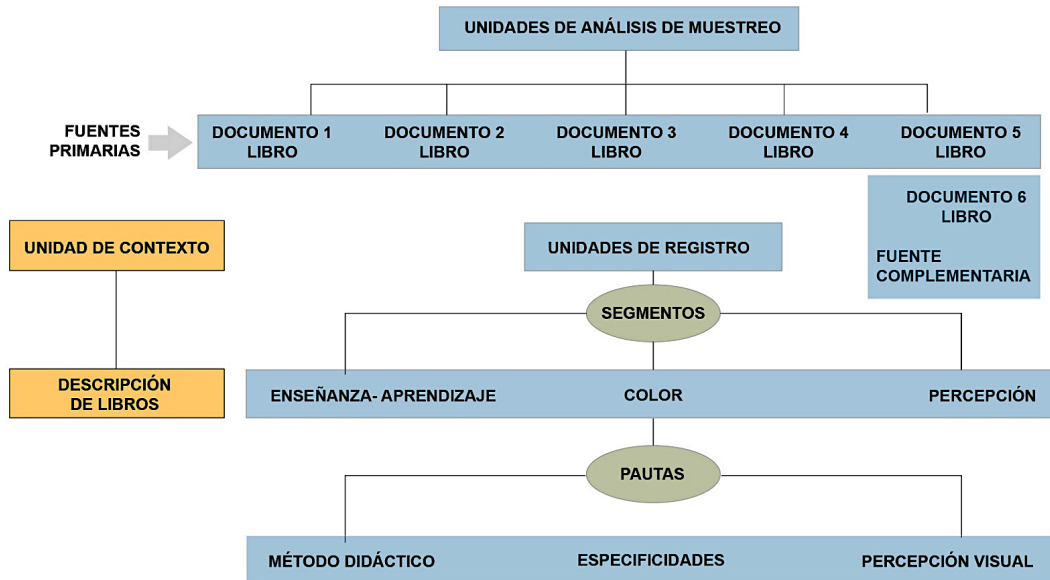 UNIDADES DE ANÁLISIS DE MUESTREO
FUENTES
PRIMARIAS
DOCUMENTO 1
LIBRO
DOCUMENTO 2
LIBRO
DOCUMENTO 3
LIBRO
DOCUMENTO 4
LIBRO
DOCUMENTO 5
LIBRO
DOCUMENTO 6
LIBRO
FUENTE
COMPLEMENTARIA
UNIDAD DE CONTEXTO
DESCRIPCIÓN
DE LIBROS
UNIDADES DE REGISTRO
SEGMENTOS
ENSEÑANZA- APRENDIZAJE
COLOR
PERCEPCIÓN
PAUTAS
MÉTODO DIDÁCTICO
ESPECIFICIDADES
PERCEPCIÓN VISUAL